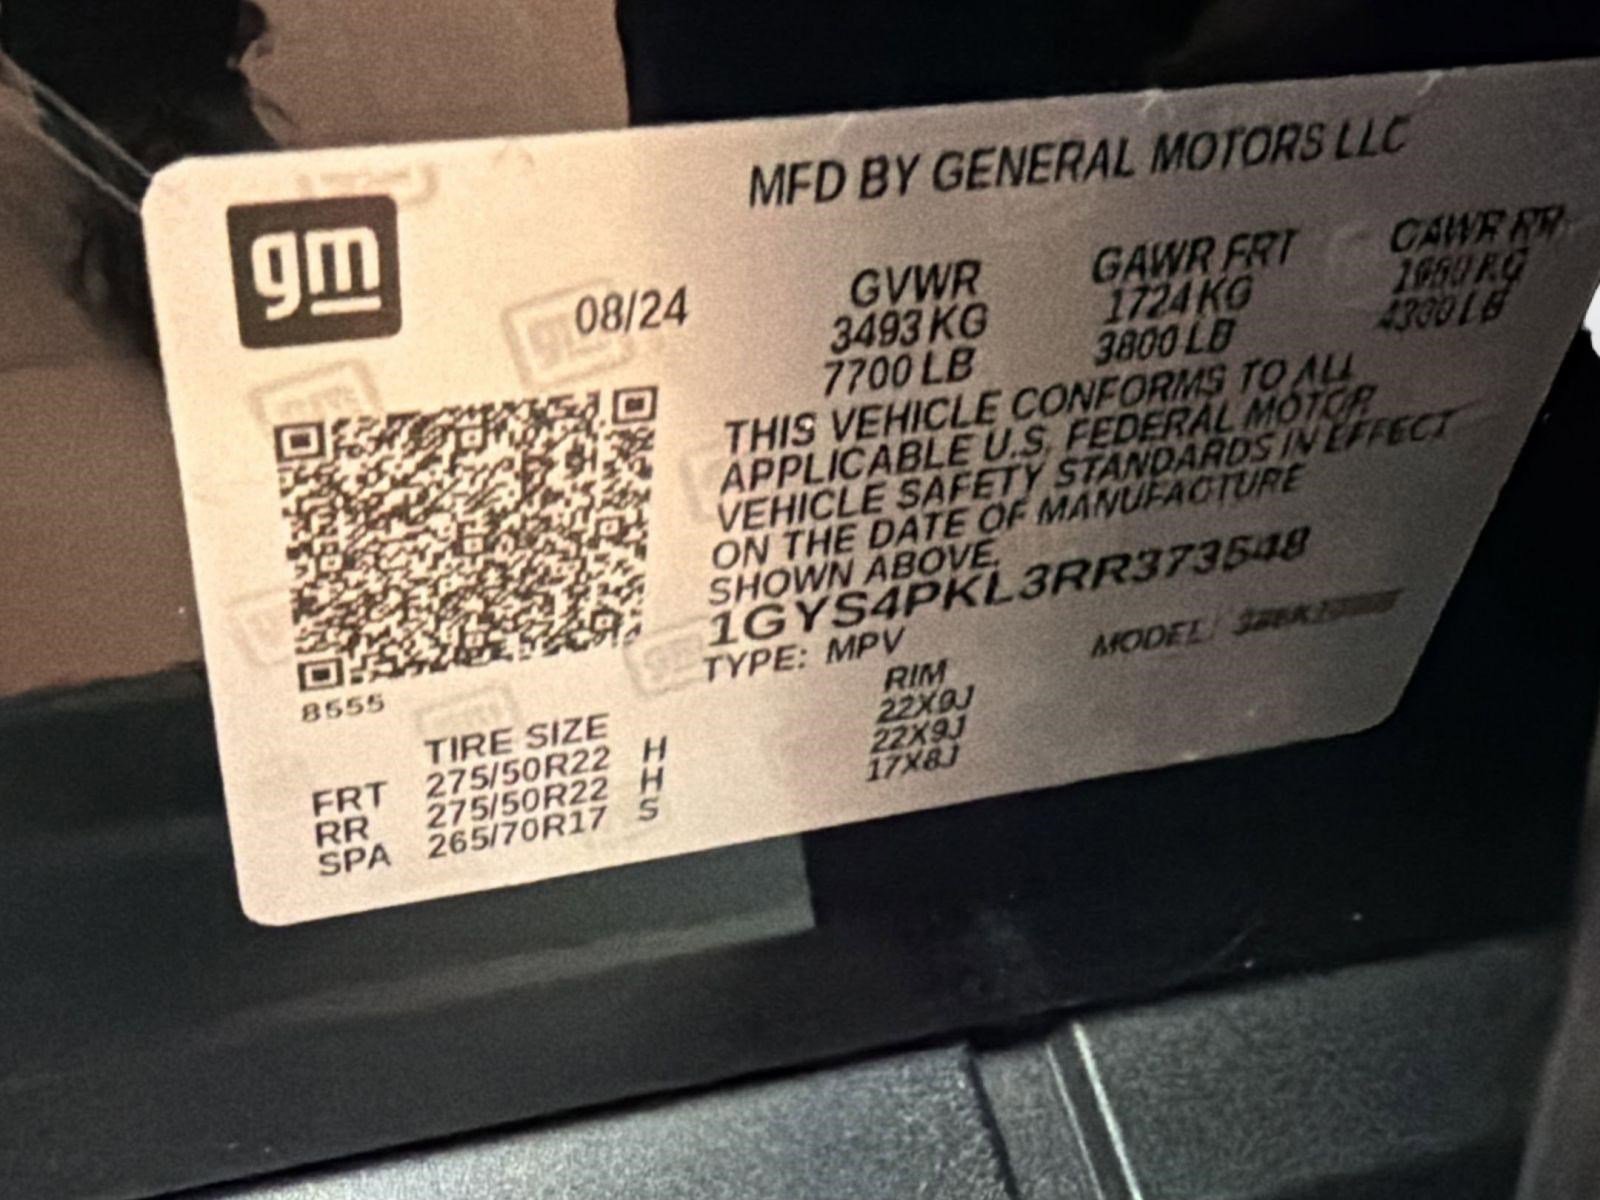 gm
MFD BY GENERAL MOTORS LLC
08/24
GVWR GAWR FRT GAWR RR
3493 KG 1724 KG
7700 LB 3800 LB
THIS VEHICLE CONFORMS TO ALL
APPLICABLE U.S. FEDERAL MOTOR
VEHICLE SAFETY STANDARDS IN EFFECT
ON THE DATE OF MANUFACTURE
SHOWN ABOVE.
1GYS4PKL3RR373548
TYPE: MPV MODEL:
8555
TIRE SIZE RIM
FRT 275/50R22 H 22X9J
RR 275/50R22 H 22X9J
SPA 265/70R17 S 17X8J